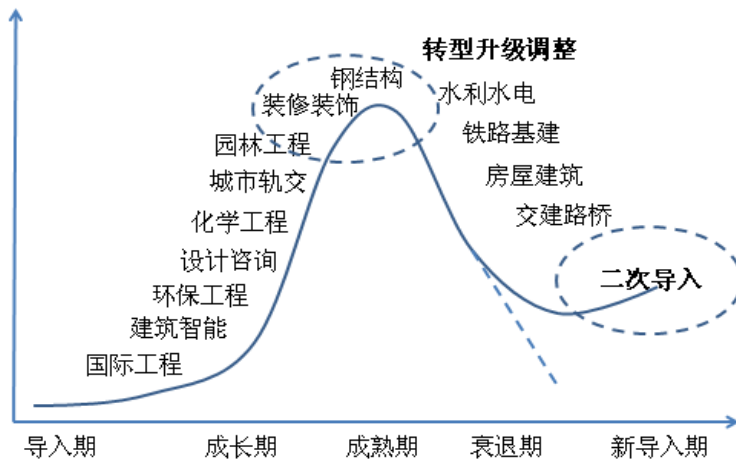 转型升级调整
钢结构
装修装饰
水利水电
园林工程
铁路基建
城市轨交
房屋建筑
化学工程
交建路桥
设计咨询
二次导入
环保工程
建筑智能
国际工程
导入期
成长期
成熟期
衰退期
新导入期